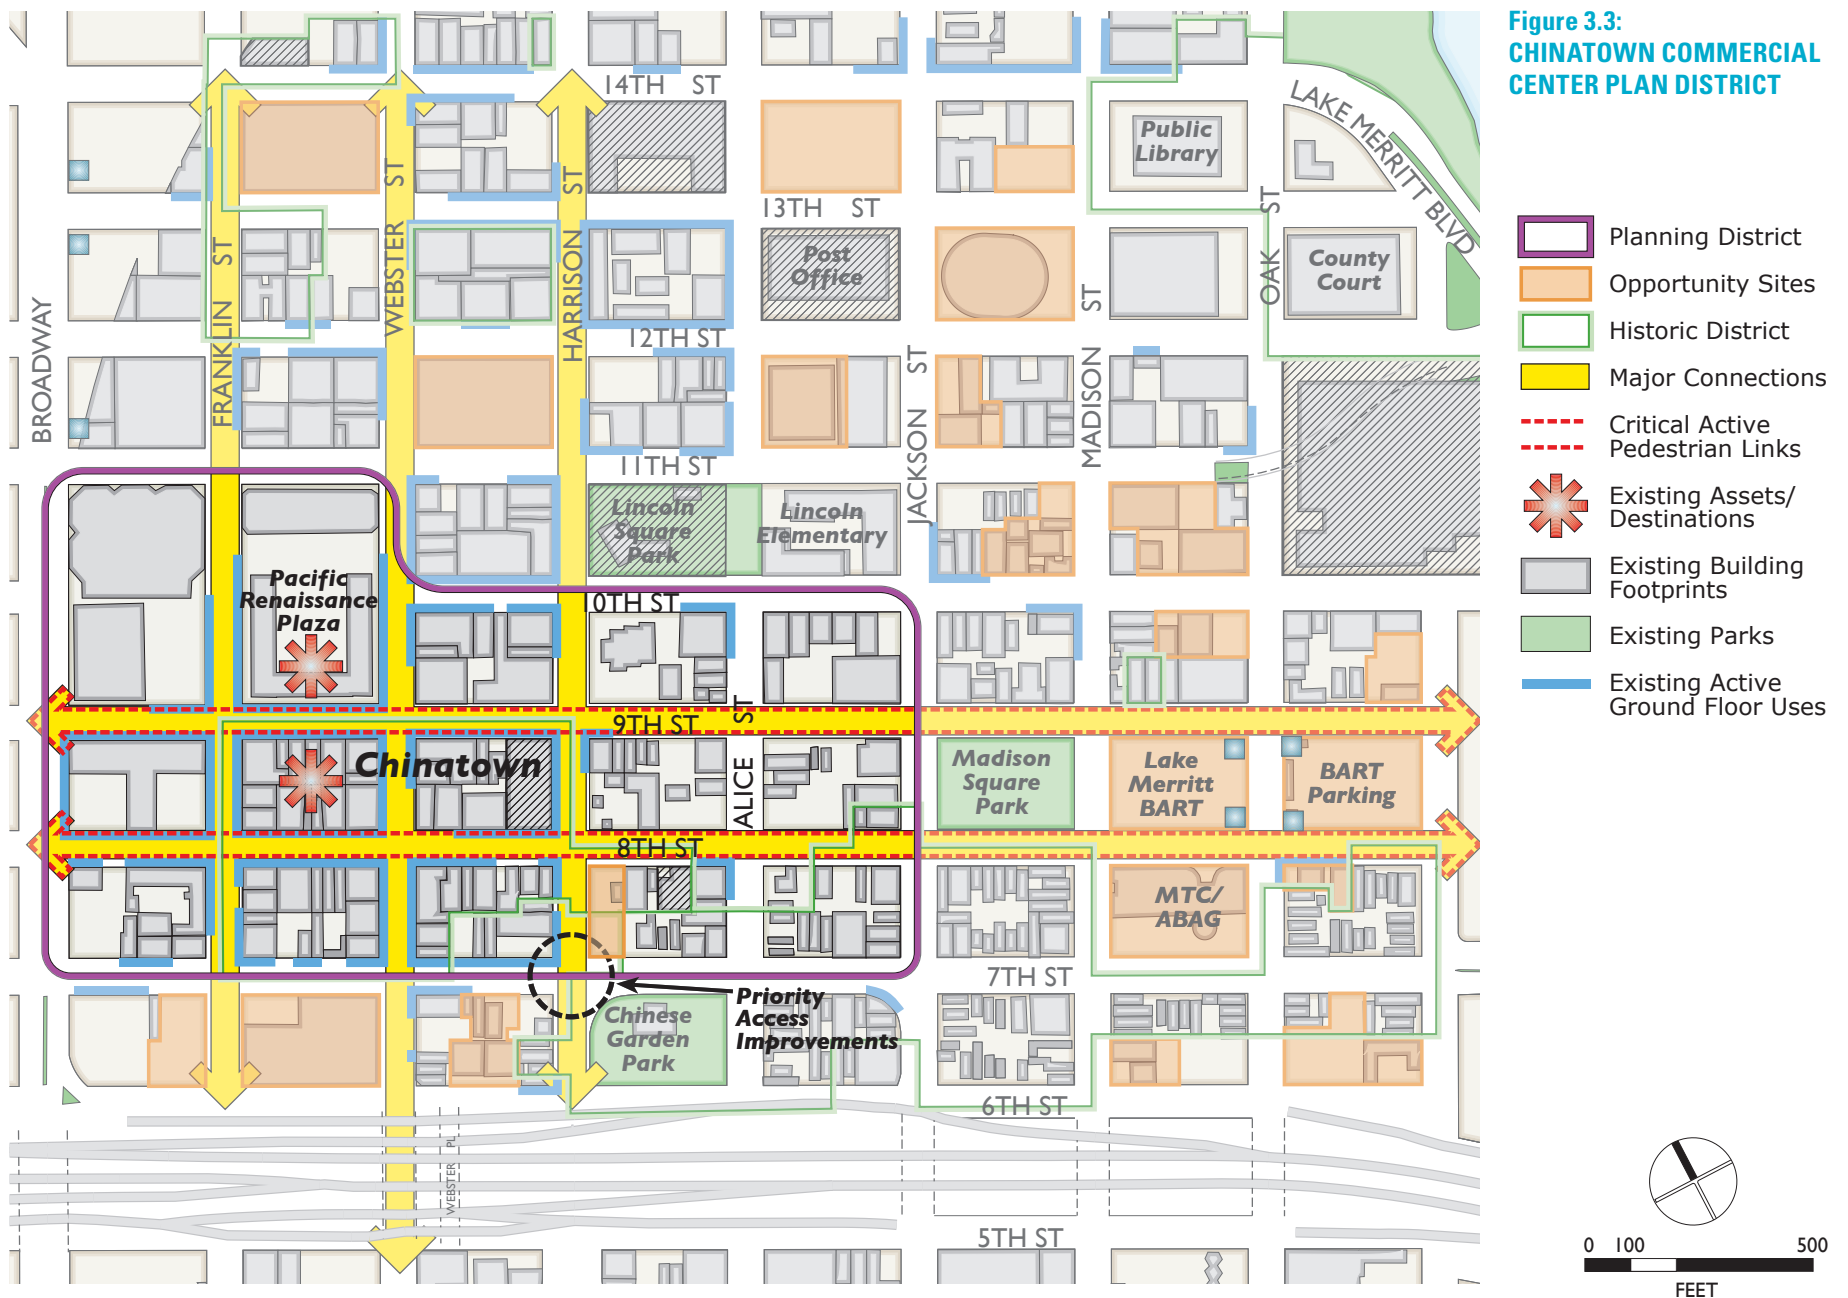 Figure 3.3:
CHINATOWN COMMERCIAL
CENTER PLAN DISTRICT
14TH ST
LAKE MERRITT BLVD
Public
Library
13TH ST
Post
Office
County
Court
OAK ST
FRANKLIN ST
WEBSTER ST
HARRISON ST
BROADWAY
12TH ST
JACKSON ST
MADISON ST
11TH ST
Lincoln
Square
Park
Lincoln
Elementary
Pacific
Renaissance
Plaza
10TH ST
9TH ST
ALICE ST
Chinatown
Madison
Square
Park
Lake
Merritt
BART
BART
Parking
8TH ST
MTC/
ABAG
7TH ST
Priority
Access
Improvements
Chinese
Garden
Park
6TH ST
WEBSTER PL
5TH ST
Planning District
Opportunity Sites
Historic District
Major Connections
Critical Active
Pedestrian Links
Existing Assets/
Destinations
Existing Building
Footprints
Existing Parks
Existing Active
Ground Floor Uses
0 100 500
FEET